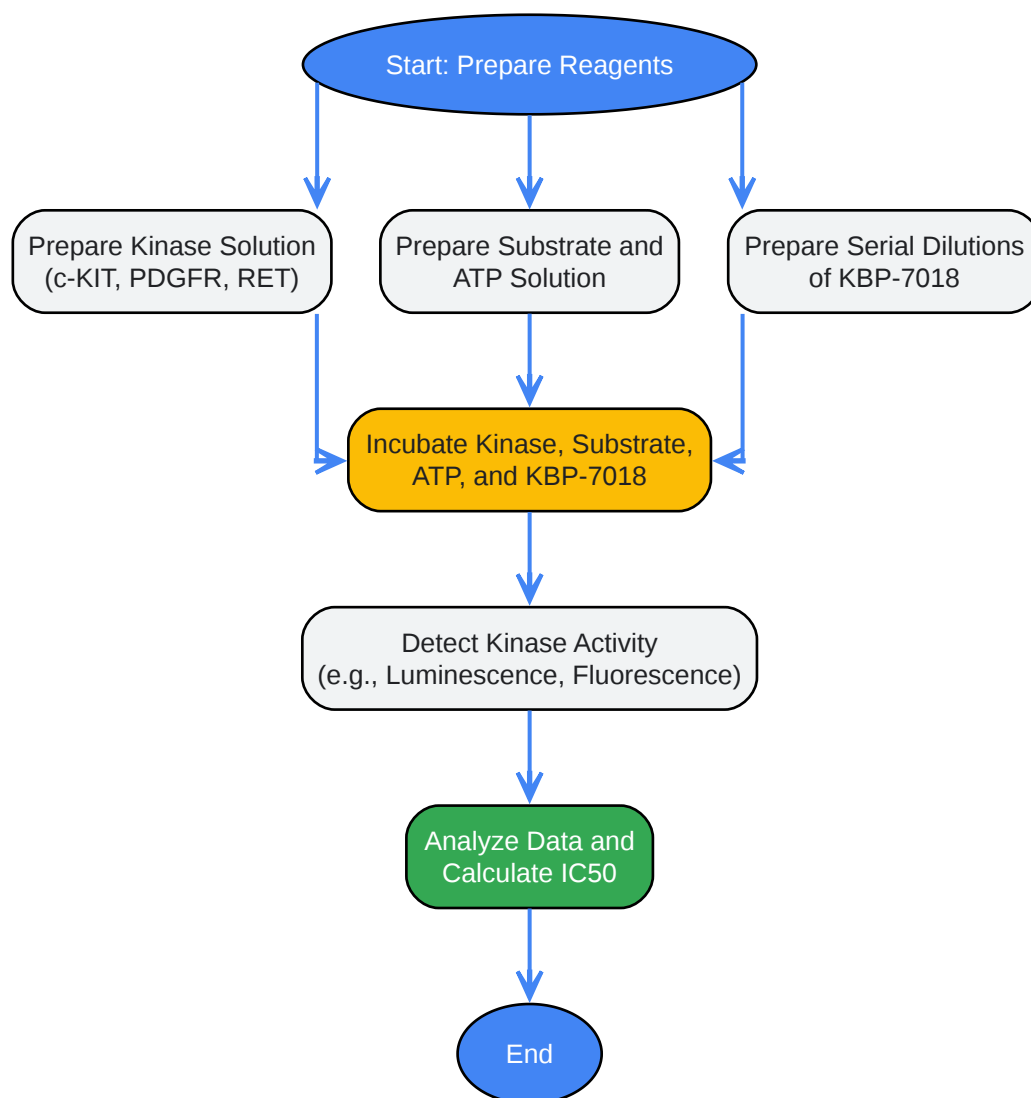 Start: Prepare Reagents
Prepare Kinase Solution
(c-KIT, PDGFR, RET)
Prepare Substrate and
ATP Solution
Prepare Serial Dilutions
of KBP-7018
Incubate Kinase, Substrate,
ATP, and KBP-7018
Detect Kinase Activity
(e.g., Luminescence, Fluorescence)
Analyze Data and
Calculate IC50
End